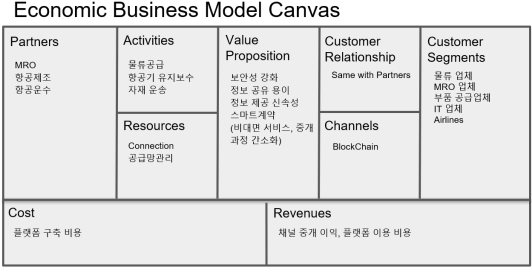 Economic Business Model Canvas
Partners
MRO
항공제조
항공운수
Activities
물류공급
항공기 유지보수
자재 운송
Resources
Connection
공급망관리
Value
Proposition
보안성 강화
정보 공유 용이
정보 제공 신속성
스마트계약
(비대면 서비스, 중개
과정 간소화)
Customer
Relationship
Same with Partners
Channels
BlockChain
Customer
Segments
물류 업체
MRO 업체
부품 공급업체
IT 업체
Airlines
Cost
플랫폼 구축 비용
Revenues
채널 중개 이익, 플랫폼 이용 비용